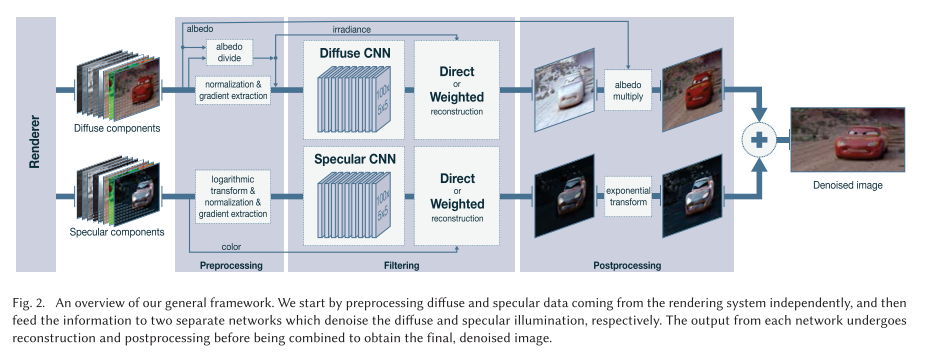 albedo
irradiance
Renderer
Diffuse components
albedo
divide
normalization &
gradient extraction
Diffuse CNN
100x
5x5
Direct
or
Weighted
reconstruction
albedo
multiply
Specular components
logarithmic
transform &
normalization &
gradient extraction
color
Specular CNN
100x
5x5
Direct
or
Weighted
reconstruction
exponential
transform
+
Denoised image
Preprocessing
Filtering
Postprocessing
Fig. 2. An overview of our general framework. We start by preprocessing diffuse and specular data coming from the rendering system independently, and then
feed the information to two separate networks which denoise the diffuse and specular illumination, respectively. The output from each network undergoes
reconstruction and postprocessing before being combined to obtain the final, denoised image.